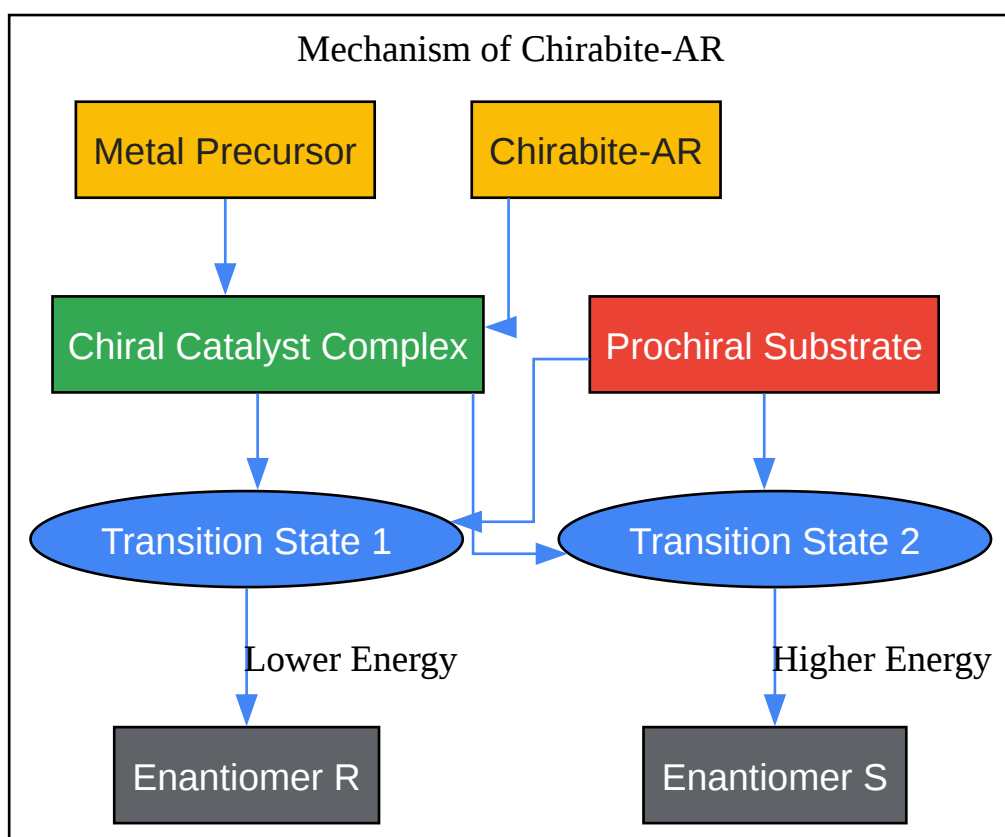 Mechanism of Chirabite-AR
Metal Precursor
Chirabite-AR
Chiral Catalyst Complex
Prochiral Substrate
Transition State 1
Transition State 2
Lower Energy
Higher Energy
Enantiomer R
Enantiomer S